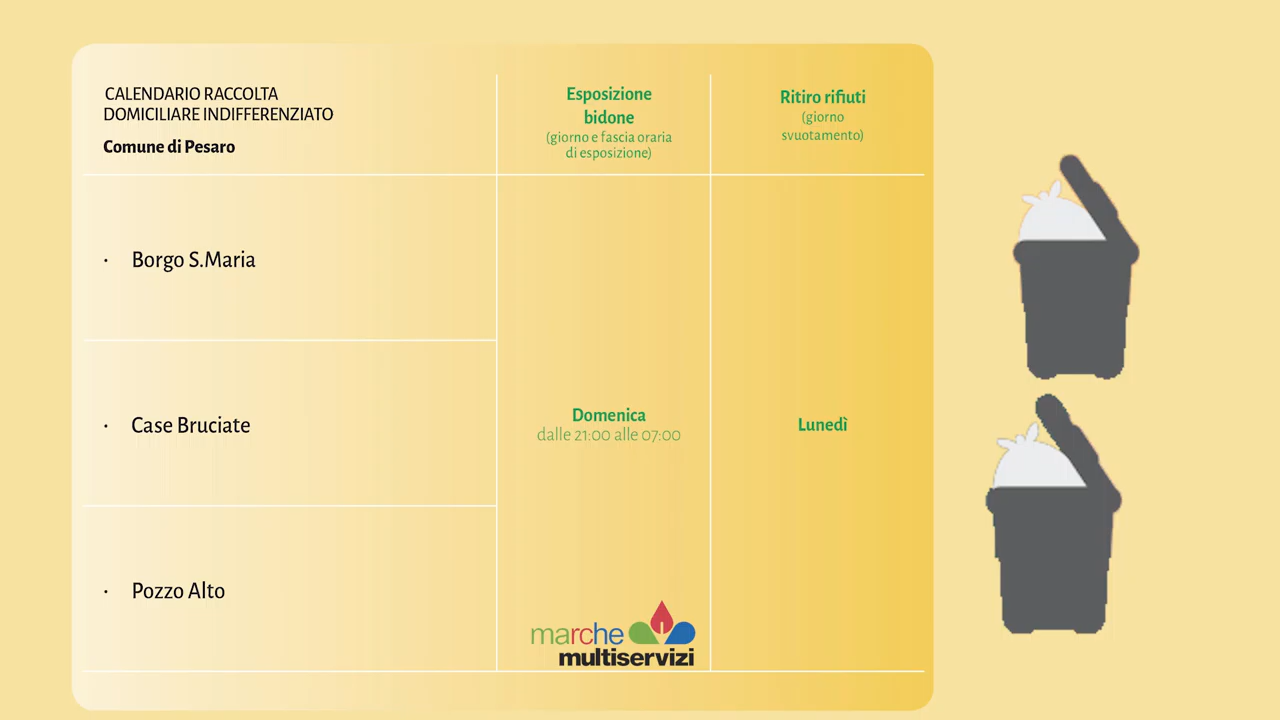 CALENDARIO RACCOLTA
DOMICILIARE INDIFFERENZIATO
Comune di Pesaro
Esposizione
bidone
(giorno e fascia oraria
di esposizione)
Ritiro rifiuti
(giorno
svuotamento)
· Borgo S.Maria
· Case Bruciate
· Pozzo Alto
Domenica
dalle 21:00 alle 07:00
Lunedì
marche
multiservizi